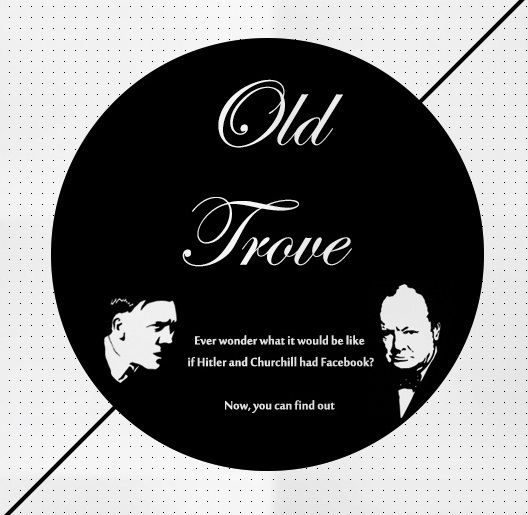 Old
Trove
Ever wonder what it would be like
if Hitler and Churchill had Facebook?
Now, you can find out